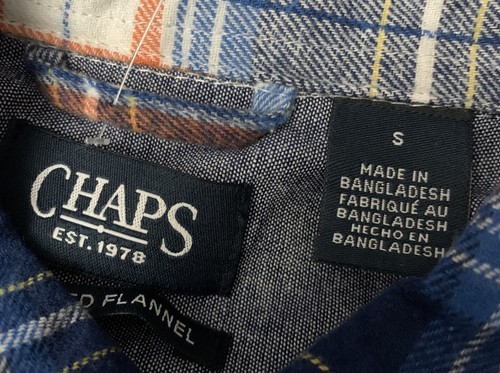 CHAPS
EST. 1978
FLANNEL
S
MADE IN
BANGLADESH
FABRIQUÉ AU
BANGLADESH
HECHO EN
BANGLADESH